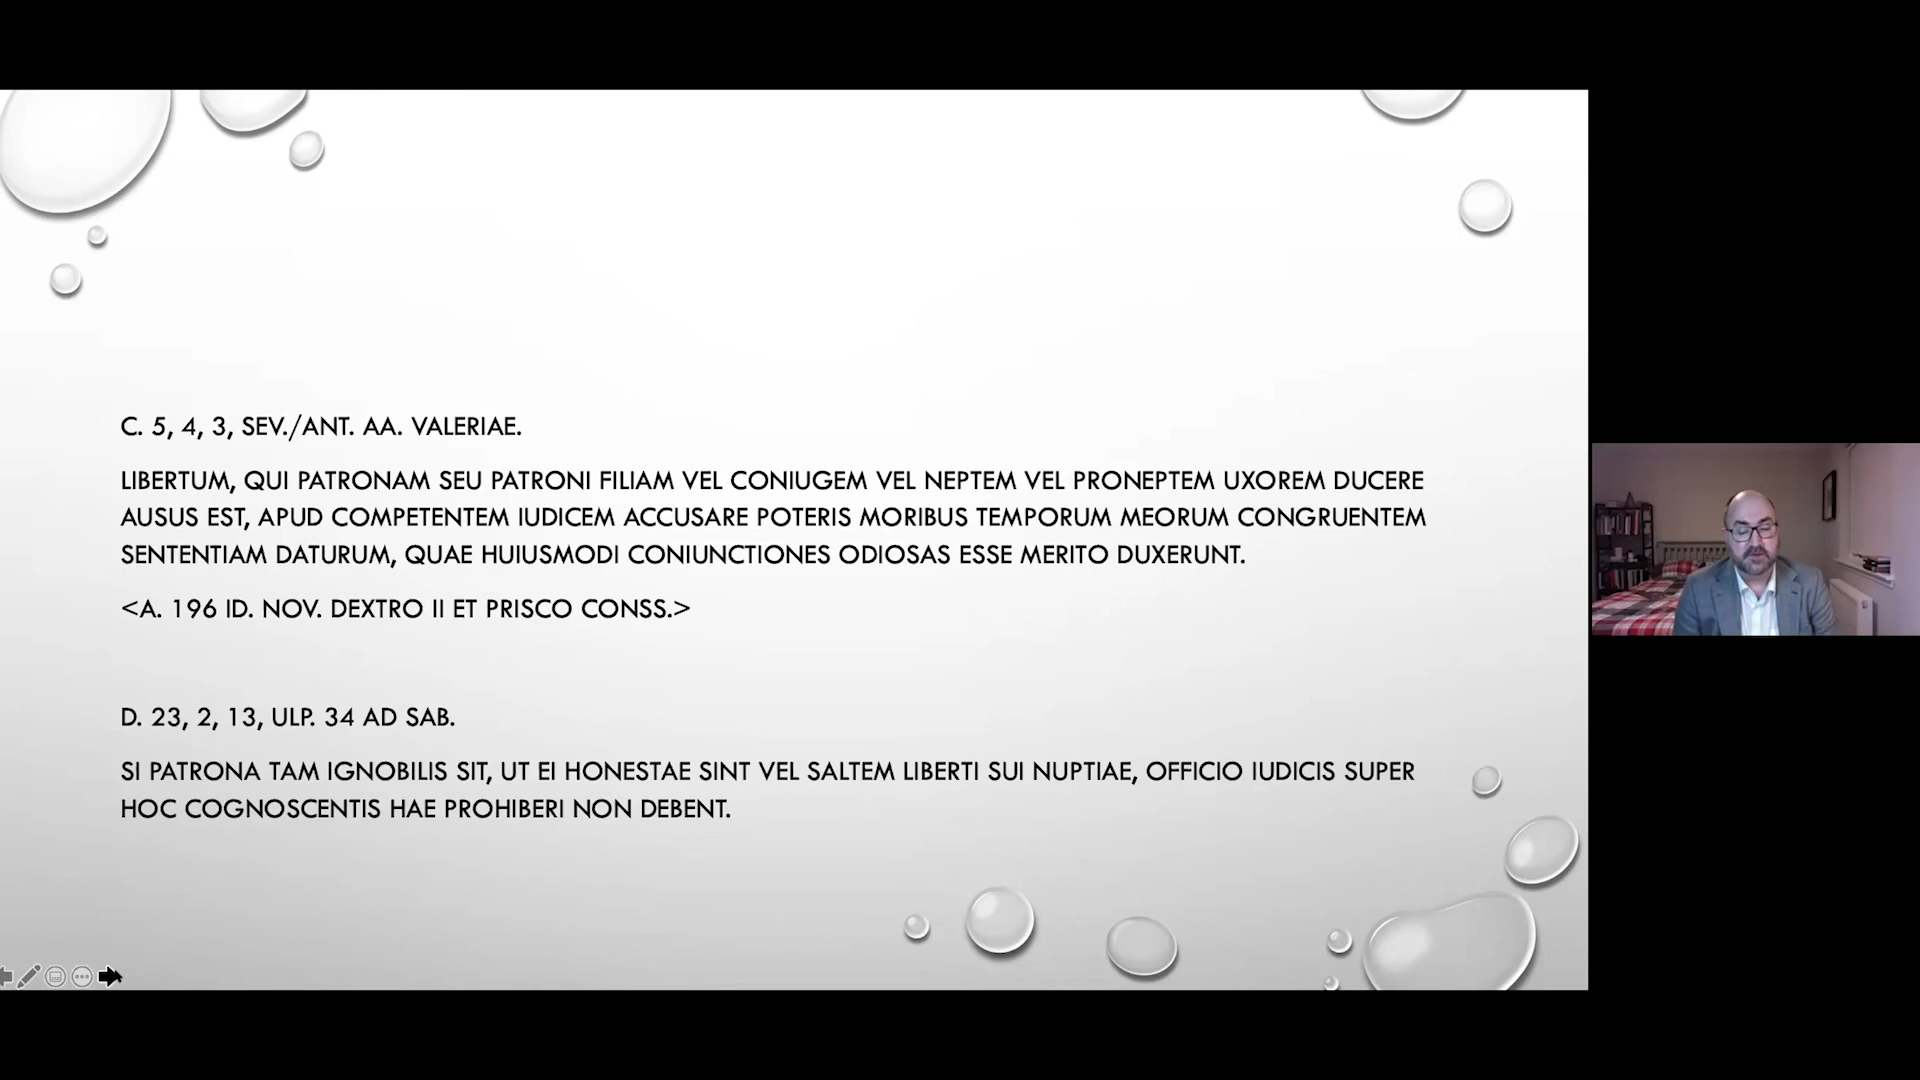 C. 5, 4, 3, SEV./ANT. AA. VALERIAE.
LIBERTUM, QUI PATRONAM SEU PATRONI FILIAM VEL CONIUGEM VEL NEPTEM VEL PRONEPTEM UXOREM DUCERE
AUSUS EST, APUD COMPETENTEM IUDICEM ACCUSARE POTERIS MORIBUS TEMPORUM MEORUM CONGRUENTEM
SENTENTIAM DATURUM, QUAE HUIUSMODI CONIUNCTIONES ODIOSAS ESSE MERITO DUXERUNT.
<A. 196 ID. NOV. DEXTRO II ET PRISCO CONSS.>
D. 23, 2, 13, ULP. 34 AD SAB.
SI PATRONA TAM IGNOBILIS SIT, UT EI HONESTAE SINT VEL SALTEM LIBERTI SUI NUPTIAE, OFFICIO IUDICIS SUPER
HOC COGNOSCENTIS HAE PROHIBERI NON DEBENT.